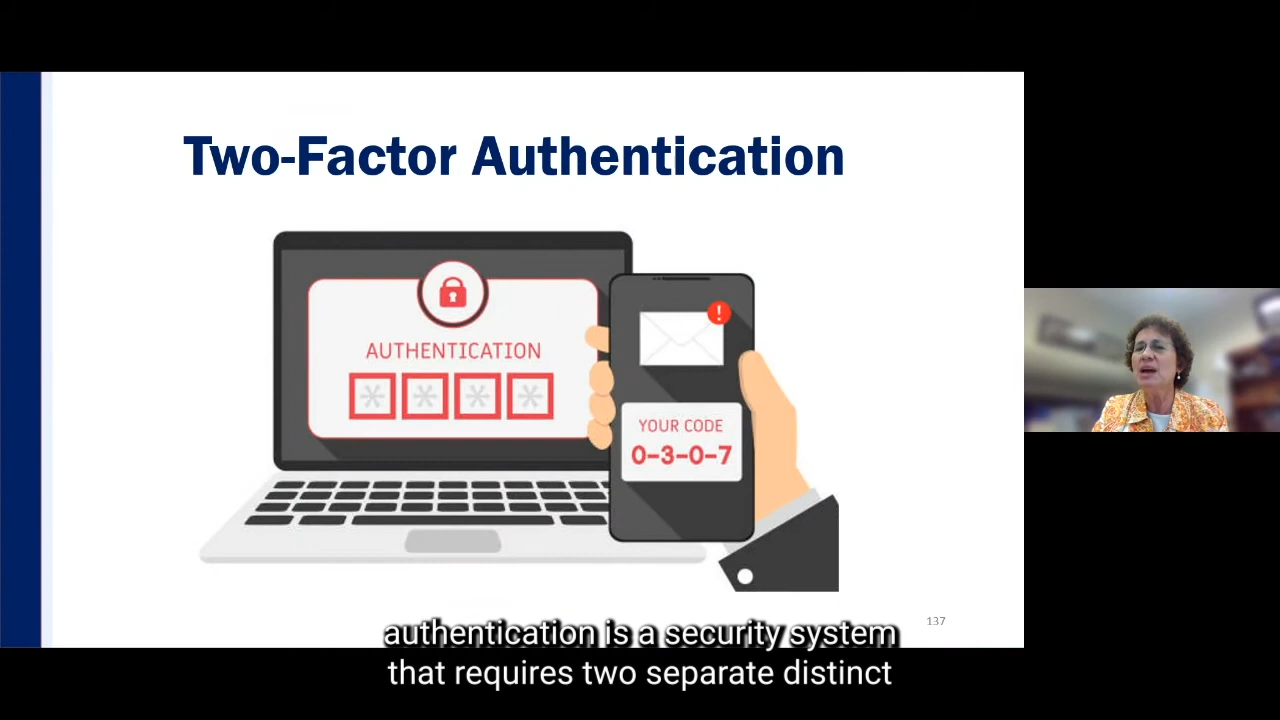 Two-Factor Authentication
AUTHENTICATION
* * * *
!
YOUR CODE
0-3-0-7
137
authentication is a security system
that requires two separate distinct